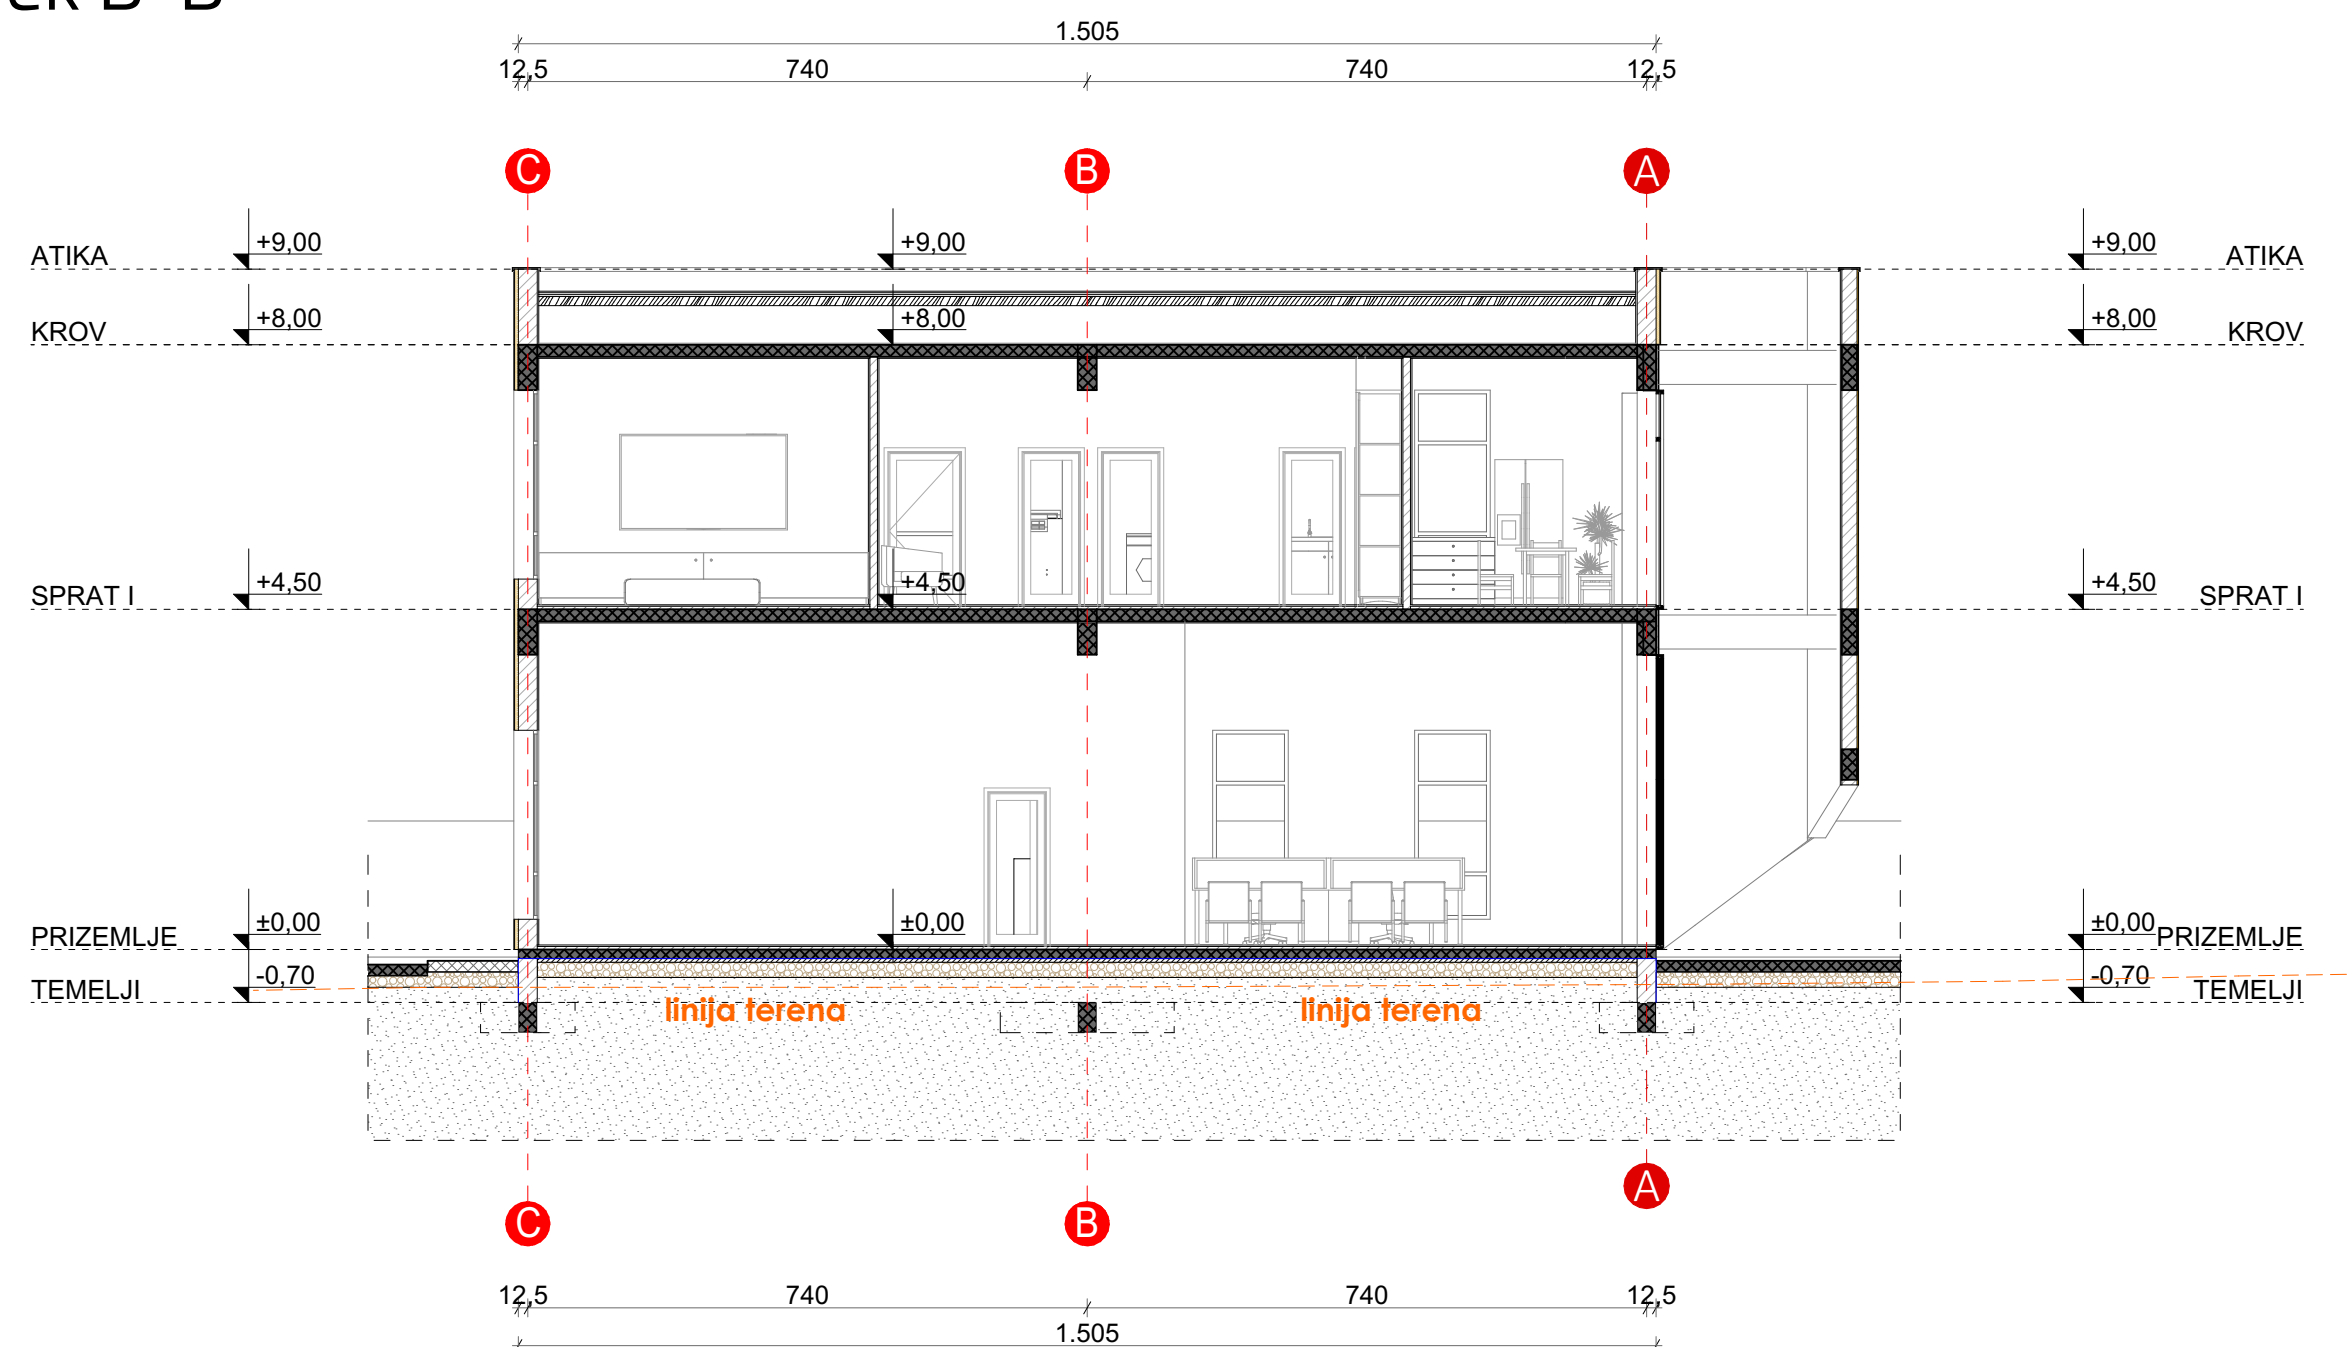 1.505
12,5 740 740 12,5
C B A
ATIKA +9,00 +9,00 +9,00 ATIKA
KROV +8,00 +8,00 +8,00 KROV
SPRAT I +4,50 +4,50 +4,50 SPRAT I
PRIZEMLJE ±0,00 ±0,00 ±0,00 PRIZEMLJE
TEMELJI -0,70 -0,70 TEMELJI
linija terena linija terena
A
C B
12,5 740 740 12,5
1.505